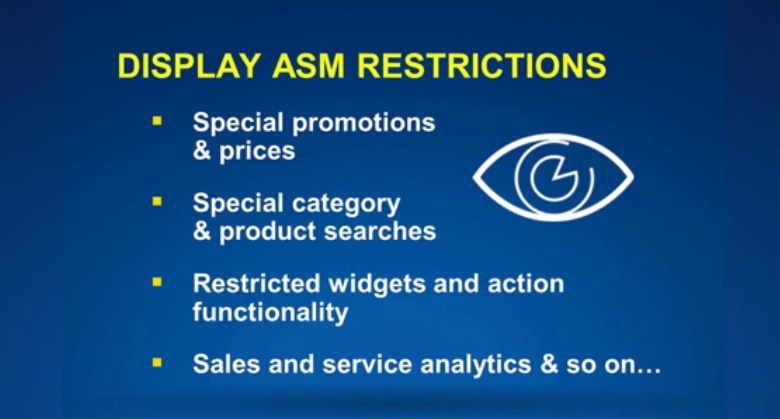 DISPLAY ASM RESTRICTIONS
Special promotions
& prices
Special category
& product searches
Restricted widgets and action
functionality
Sales and service analytics & so on...